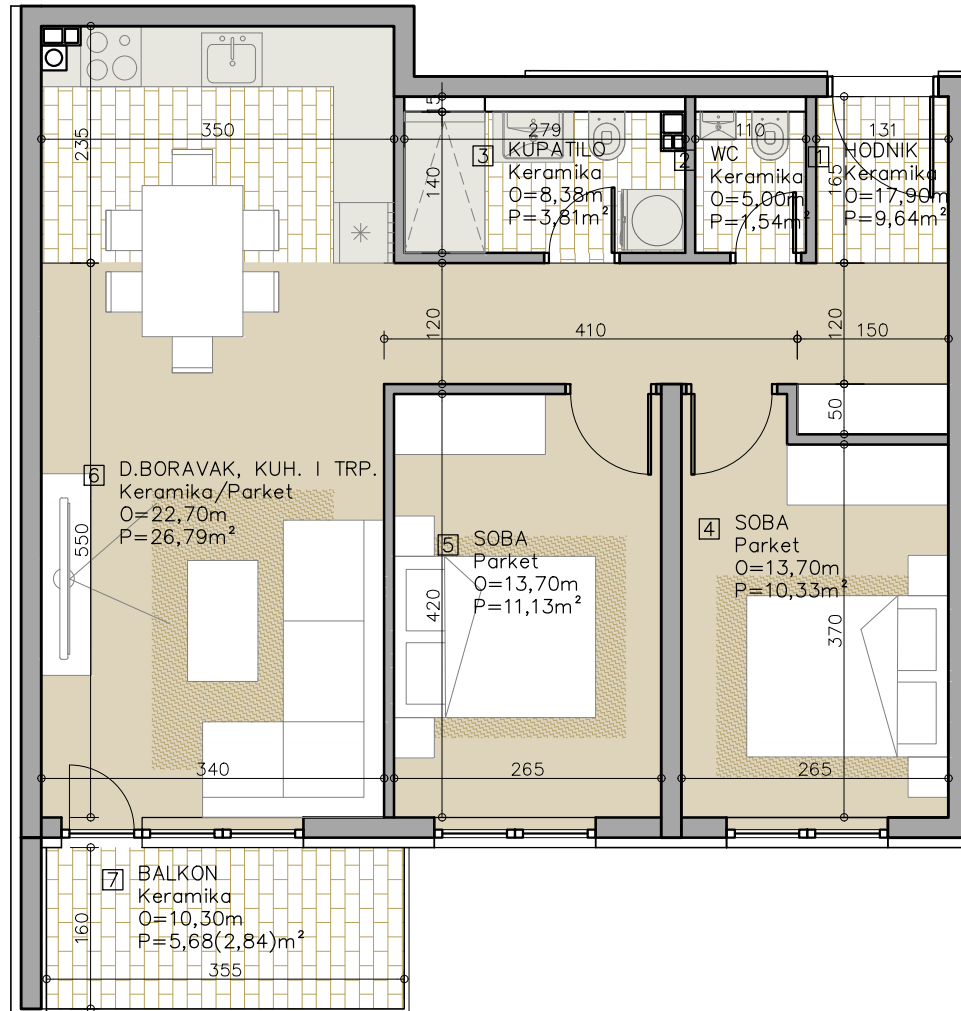 235
350
15
279
110
131
3
KUPATILO
Keramika
O=8,38m
P=3,81m²
140
2
WC
Keramika
O=5,00m
P=1,54m²
1
HODNIK
Keramika
O=17,90m
P=9,64m²
165
120
410
120
150
50
6
D.BORAVAK, KUH. I TRP.
Keramika/Parket
O=22,70m
P=26,79m²
550
5
SOBA
Parket
O=13,70m
P=11,13m²
420
4
SOBA
Parket
O=13,70m
P=10,33m²
370
340
265
265
7
BALKON
Keramika
O=10,30m
P=5,68(2,84)m²
160
355